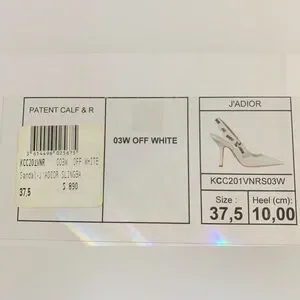 PATENT CALF & R
KCC201VNR 03W OFF WHITE
Sandal-J'ADIOR SLINGBA
37,5 $ 890
03W OFF WHITE
J'ADIOR
KCC201VNRS03W
Size : Heel (cm):
37,5 10,00